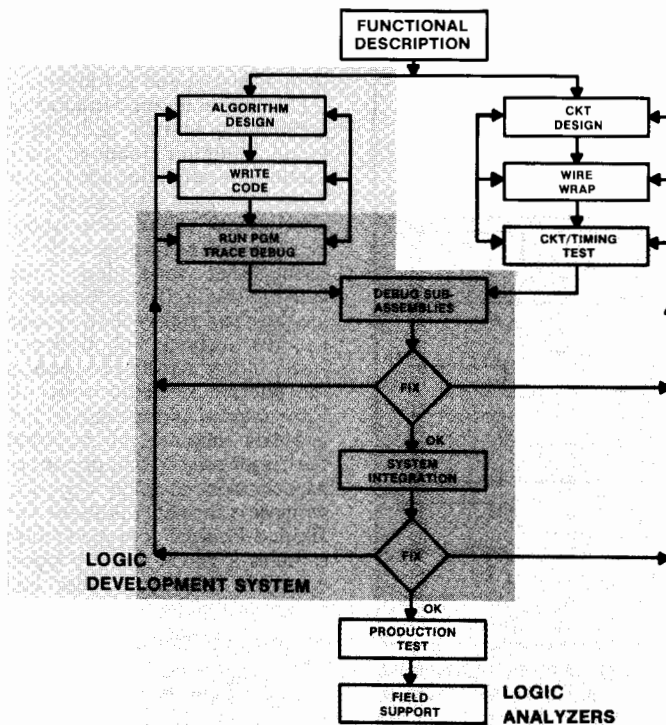 FUNCTIONAL
DESCRIPTION
ALGORITHM
DESIGN
CKT
DESIGN
WRITE
CODE
WIRE
WRAP
RUN PGM
TRACE DEBUG
CKT/TIMING
TEST
DEBUG SUB-
ASSEMBLIES
FIX
OK
SYSTEM
INTEGRATION
FIX
LOGIC
DEVELOPMENT SYSTEM
OK
PRODUCTION
TEST
FIELD
SUPPORT
LOGIC
ANALYZERS